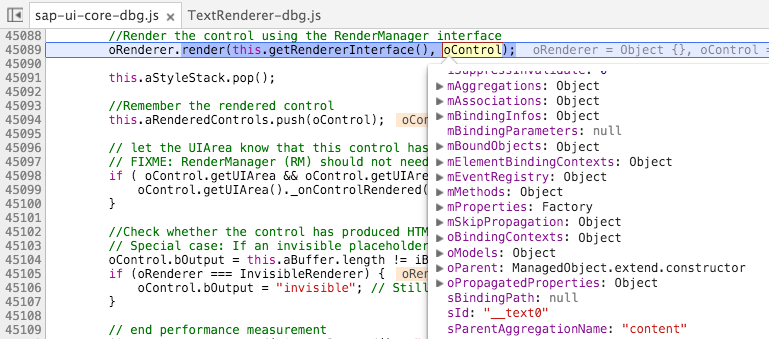 sap-ui-core-dbg.js × TextRenderer-dbg.js
45088 //Render the control using the RenderManager interface
45089 oRenderer.render(this.getRendererInterface(), oControl); oRenderer = Object {}, oControl =
45090
45091 this.aStyleStack.pop();
45092
45093 //Remember the rendered control
45094 this.aRenderedControls.push(oControl); oCon
45095
45096 // let the UIArea know that this control has
45097 // FIXME: RenderManager (RM) should not need
45098 if ( oControl.getUIArea && oControl.getUIArea
45099 oControl.getUIArea()._onControlRendered(
45100 }
45101
45102 //Check whether the control has produced HTM
45103 // Special case: If an invisible placeholder
45104 oControl.bOutput = this.aBuffer.length != iB
45105 if (oRenderer === InvisibleRenderer) { oRen
45106 oControl.bOutput = "invisible"; // Still
45107 }
45108
45109 // end performance measurement
iSuppressInvalidate: 0
mAggregations: Object
mAssociations: Object
mBindingInfos: Object
mBindingParameters: null
mBoundObjects: Object
mElementBindingContexts: Object
mEventRegistry: Object
mMethods: Object
mProperties: Factory
mSkipPropagation: Object
oBindingContexts: Object
oModels: Object
oParent: ManagedObject.extend.constructor
oPropagatedProperties: Object
sBindingPath: null
sId: "__text0"
sParentAggregationName: "content"